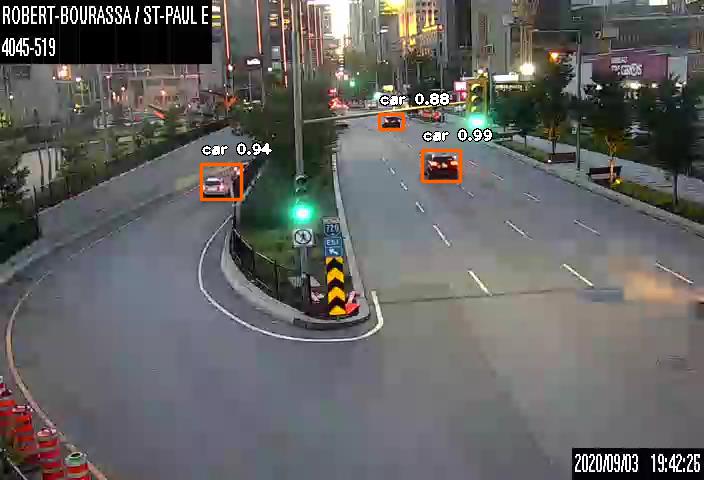 ROBERT-BOURASSA / ST-PAUL E
4045-519
car 0.88
car 0.99
car 0.94
720
EST
2020/09/03 19:42:26